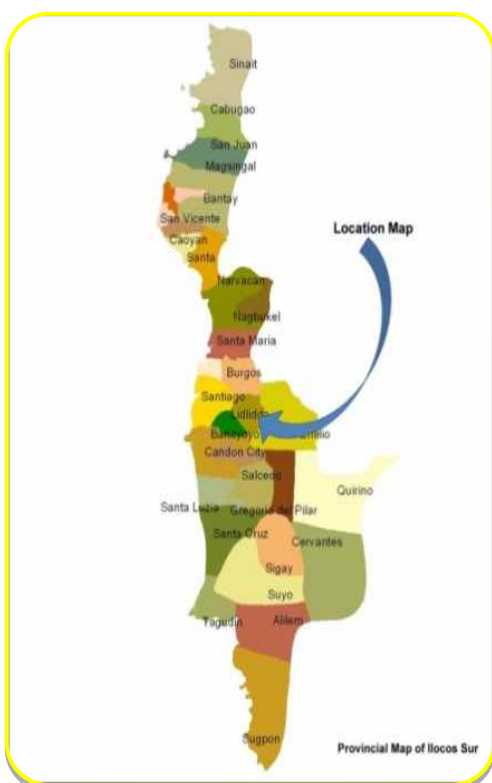 Sinait
Cabugao
San Juan
Magsingal
Bantay
San Vicente
Location Map
Caoyan
Santa
Narvacan
Nagbukel
Santa Maria
Burgos
Santiago
Lidlidda
Banayoyo
Candon City
Salcedo
Quirino
Santa Luzia
Gregoria del Pilar
Santa Cruz
Cervantes
Sigay
Suyo
Tagudin
Alilem
Sugpon
Provincial Map of Ilocos Sur